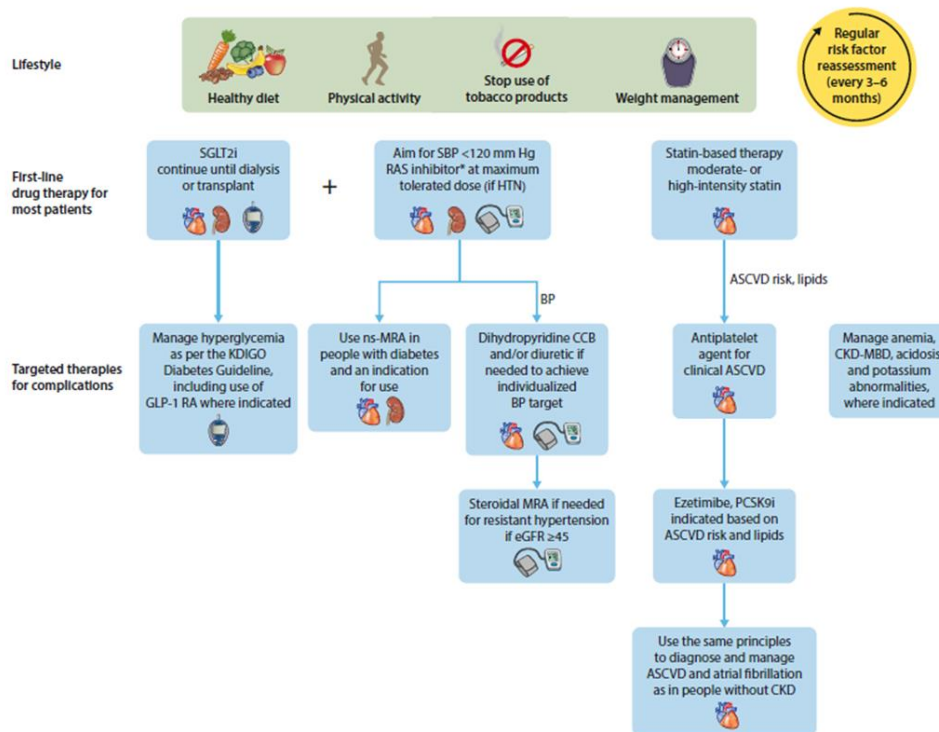 Lifestyle
Healthy diet
Physical activity
Stop use of
tobacco products
Weight management
Regular
risk factor
reassessment
(every 3–6
months)
First-line
drug therapy for
most patients
SGLT2i
continue until dialysis
or transplant
+
Aim for SBP <120 mm Hg
RAS inhibitor* at maximum
tolerated dose (if HTN)
Statin-based therapy
moderate- or
high-intensity statin
BP
ASCVD risk, lipids
Targeted therapies
for complications
Manage hyperglycemia
as per the KDIGO
Diabetes Guideline,
including use of
GLP-1 RA where indicated
Use ns-MRA in
people with diabetes
and an indication
for use
Dihydropyridine CCB
and/or diuretic if
needed to achieve
individualized
BP target
Antiplatelet
agent for
clinical ASCVD
Manage anemia,
CKD-MBD, acidosis
and potassium
abnormalities,
where indicated
Steroidal MRA if needed
for resistant hypertension
if eGFR ≥45
Ezetimibe, PCSK9i
indicated based on
ASCVD risk and lipids
Use the same principles
to diagnose and manage
ASCVD and atrial fibrillation
as in people without CKD